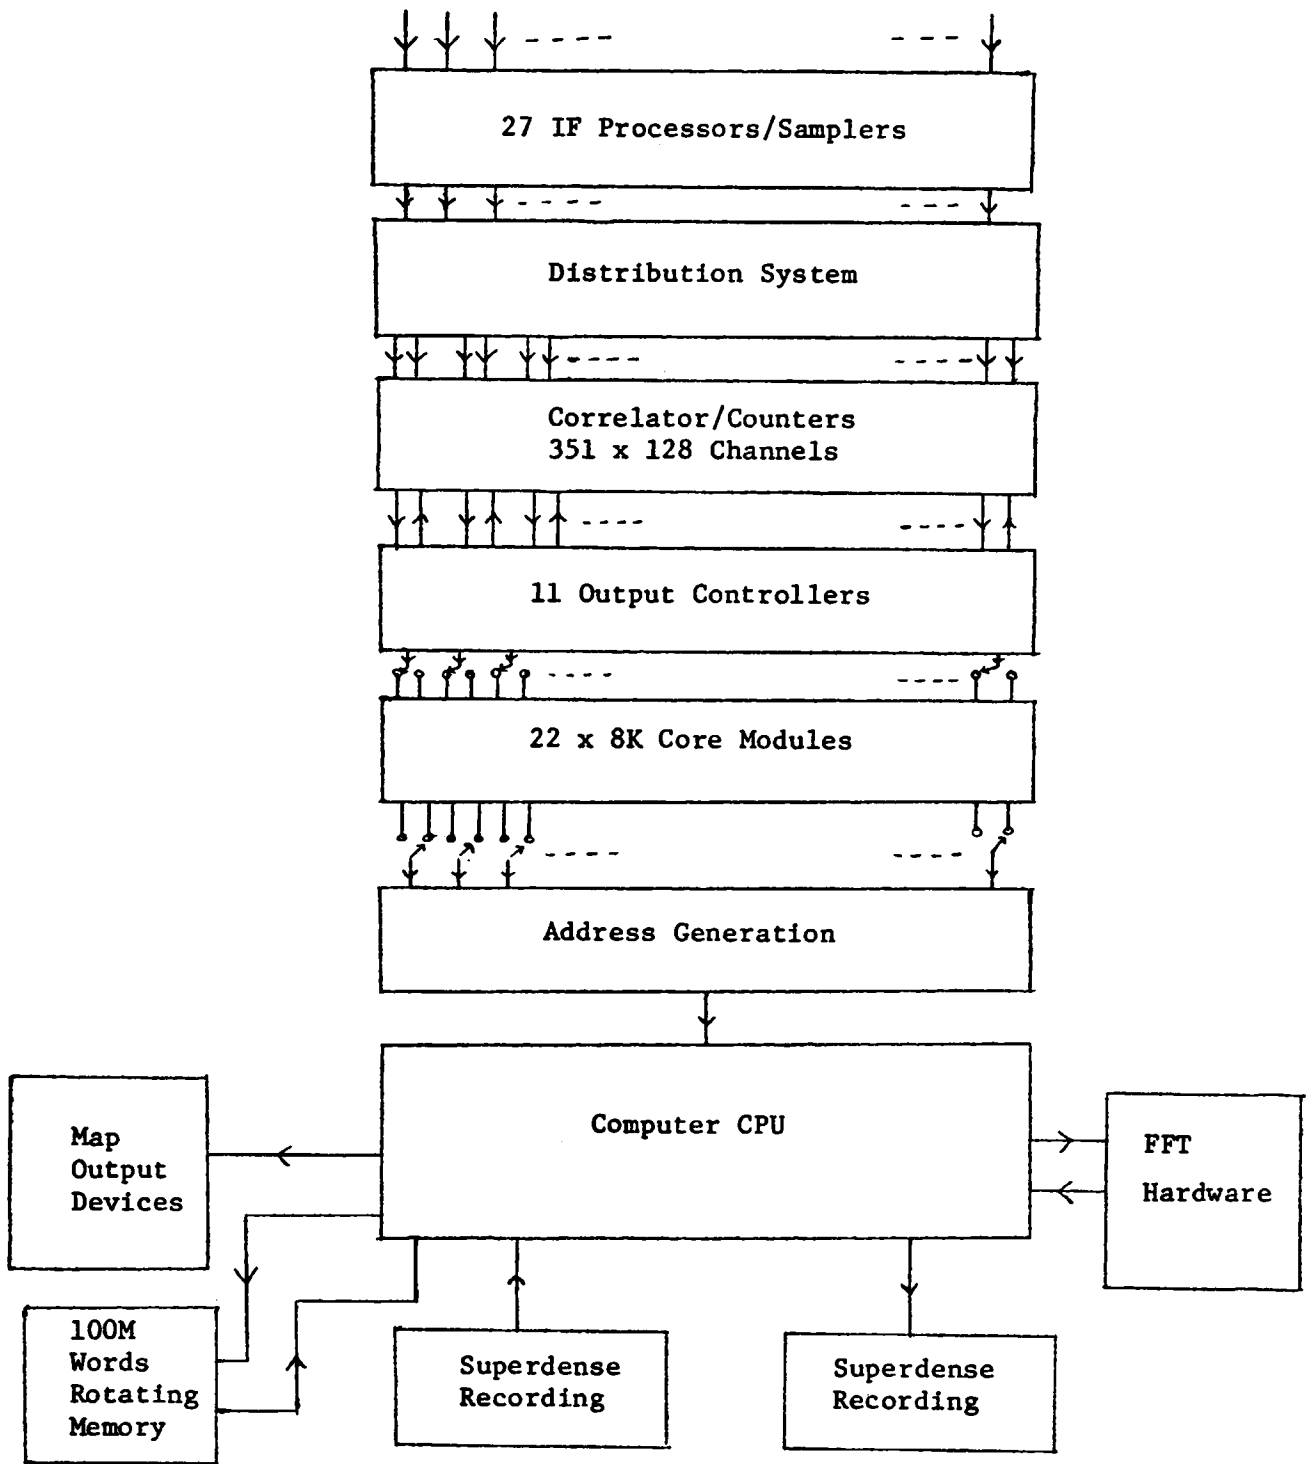 27 IF Processors/Samplers
Distribution System
Correlator/Counters
351 x 128 Channels
11 Output Controllers
22 x 8K Core Modules
Address Generation
Computer CPU
Map
Output
Devices
FFT
Hardware
100M
Words
Rotating
Memory
Superdense
Recording
Superdense
Recording